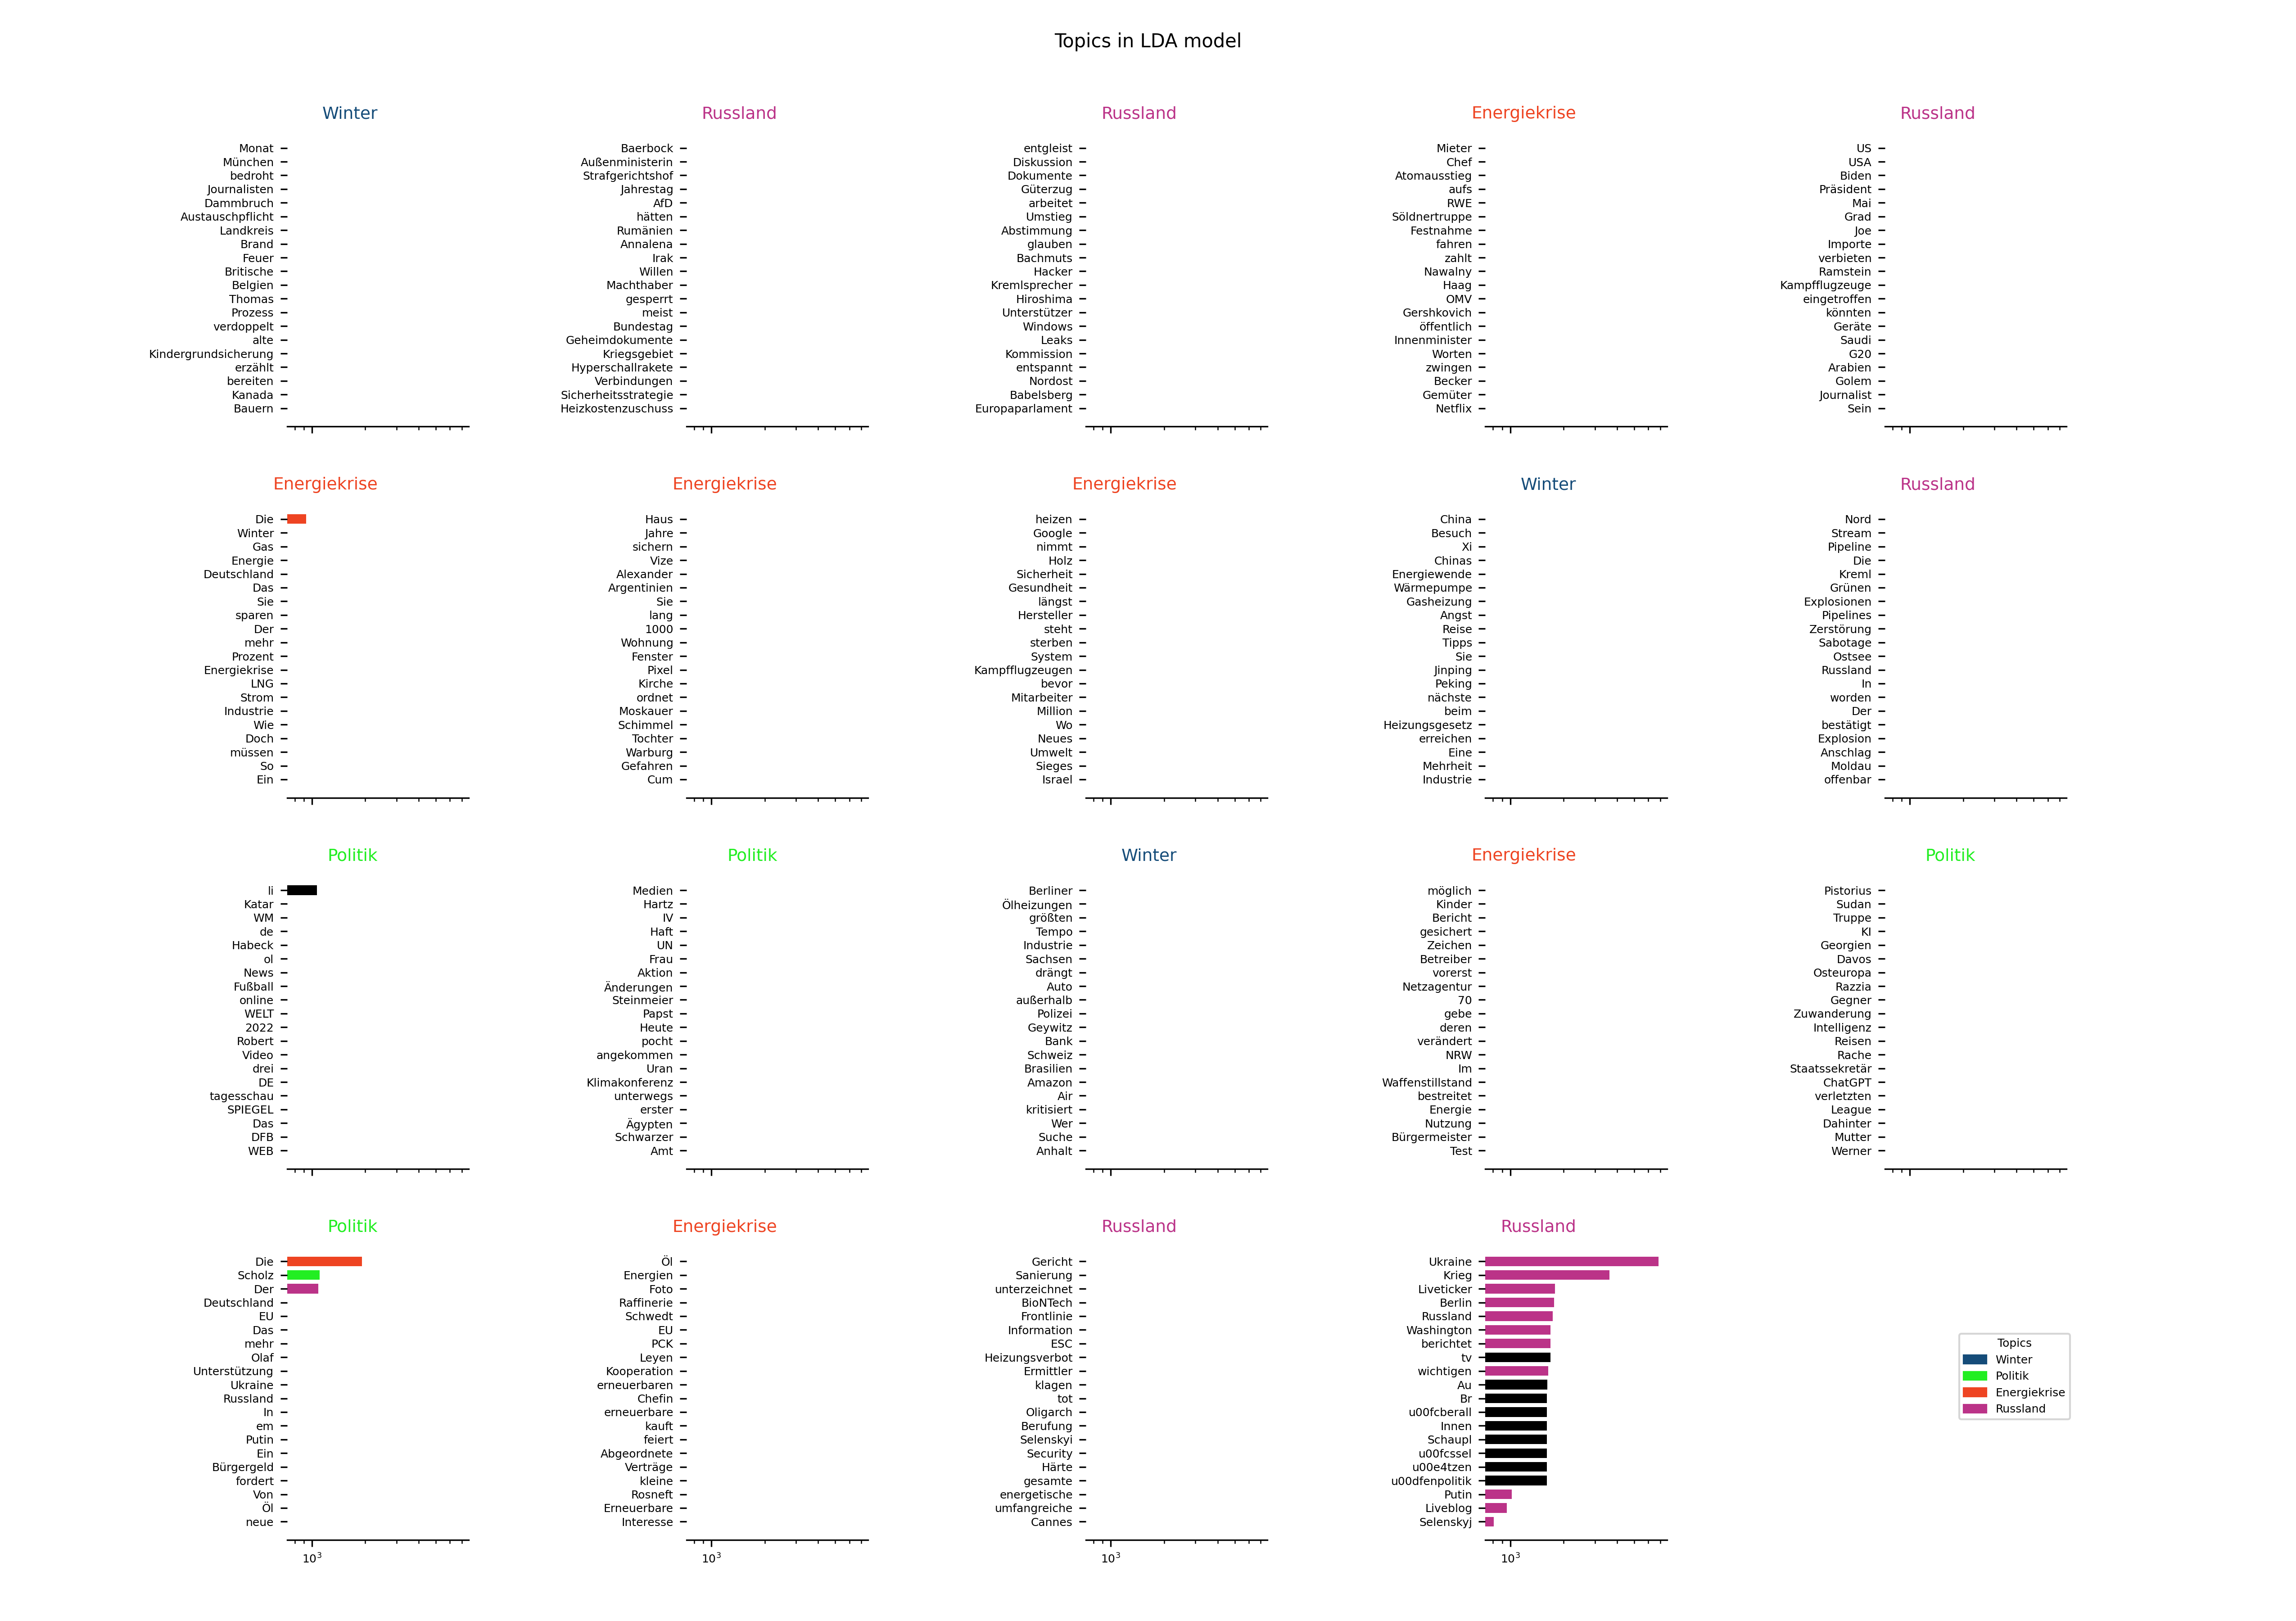 Topics in LDA model
Winter
Monat
München
bedroht
Journalisten
Dammbruch
Austauschpflicht
Landkreis
Brand
Feuer
Britische
Belgien
Thomas
Prozess
verdoppelt
alte
Kindergrundsicherung
erzählt
bereiten
Kanada
Bauern
Russland
Baerbock
Außenministerin
Strafgerichtshof
Jahrestag
AfD
hätten
Rumänien
Annalena
Irak
Willen
Machthaber
gesperrt
meist
Bundestag
Geheimdokumente
Kriegsgebiet
Hyperschallrakete
Verbindungen
Sicherheitsstrategie
Heizkostenzuschuss
Russland
entgleist
Diskussion
Dokumente
Güterzug
arbeitet
Umstieg
Abstimmung
glauben
Bachmuts
Hacker
Kremlsprecher
Hiroshima
Unterstützer
Windows
Leaks
Kommission
entspannt
Nordost
Babelsberg
Europaparlament
Energiekrise
Mieter
Chef
Atomausstieg
aufs
RWE
Söldnertruppe
Festnahme
fahren
zahlt
Nawalny
Haag
OMV
Gershkovich
öffentlich
Innenminister
Worten
zwingen
Becker
Gemüter
Netflix
Russland
US
USA
Biden
Präsident
Mai
Grad
Joe
Importe
verbieten
Ramstein
Kampfflugzeuge
eingetroffen
könnten
Geräte
Saudi
G20
Arabien
Golem
Journalist
Sein
Energiekrise
Die
Winter
Gas
Energie
Deutschland
Das
Sie
sparen
Der
mehr
Prozent
Energiekrise
LNG
Strom
Industrie
Wie
Doch
müssen
So
Ein
Energiekrise
Haus
Jahre
sichern
Vize
Alexander
Argentinien
Sie
lang
1000
Wohnung
Fenster
Pixel
Kirche
ordnet
Moskauer
Schimmel
Tochter
Warburg
Gefahren
Cum
Energiekrise
heizen
Google
nimmt
Holz
Sicherheit
Gesundheit
längst
Hersteller
steht
sterben
System
Kampfflugzeugen
bevor
Mitarbeiter
Million
Wo
Neues
Umwelt
Sieges
Israel
Winter
China
Besuch
Xi
Chinas
Energiewende
Wärmepumpe
Gasheizung
Angst
Reise
Tipps
Sie
Jinping
Peking
nächste
beim
Heizungsgesetz
erreichen
Eine
Mehrheit
Industrie
Russland
Nord
Stream
Pipeline
Die
Kreml
Grünen
Explosionen
Pipelines
Zerstörung
Sabotage
Ostsee
Russland
In
worden
Der
bestätigt
Explosion
Anschlag
Moldau
offenbar
Politik
li
Katar
WM
de
Habeck
ol
News
Fußball
online
WELT
2022
Robert
Video
drei
DE
tagesschau
SPIEGEL
Das
DFB
WEB
Politik
Medien
Hartz
IV
Haft
UN
Frau
Aktion
Änderungen
Steinmeier
Papst
Heute
pocht
angekommen
Uran
Klimakonferenz
unterwegs
erster
Ägypten
Schwarzer
Amt
Winter
Berliner
Ölheizungen
größten
Tempo
Industrie
Sachsen
drängt
Auto
außerhalb
Polizei
Geywitz
Bank
Schweiz
Brasilien
Amazon
Air
kritisiert
Wer
Suche
Anhalt
Energiekrise
möglich
Kinder
Bericht
gesichert
Zeichen
Betreiber
vorerst
Netzagentur
70
gebe
deren
verändert
NRW
Im
Waffenstillstand
bestreitet
Energie
Nutzung
Bürgermeister
Test
Politik
Pistorius
Sudan
Truppe
KI
Georgien
Davos
Osteuropa
Razzia
Gegner
Zuwanderung
Intelligenz
Reisen
Rache
Staatssekretär
ChatGPT
verletzten
League
Dahinter
Mutter
Werner
Politik
Die
Scholz
Der
Deutschland
EU
Das
mehr
Olaf
Unterstützung
Ukraine
Russland
In
em
Putin
Ein
Bürgergeld
fordert
Von
Öl
neue
10³
Energiekrise
Öl
Energien
Foto
Raffinerie
Schwedt
EU
PCK
Leyen
Kooperation
erneuerbaren
Chefin
erneuerbare
kauft
feiert
Abgeordnete
Verträge
kleine
Rosneft
Erneuerbare
Interesse
10³
Russland
Gericht
Sanierung
unterzeichnet
BioNTech
Frontlinie
Information
ESC
Heizungsverbot
Ermittler
klagen
tot
Oligarch
Berufung
Selenskyi
Security
Härte
gesamte
energetische
umfangreiche
Cannes
10³
Russland
Ukraine
Krieg
Liveticker
Berlin
Russland
Washington
berichtet
tv
wichtigen
Au
Br
u00fcberall
Innen
Schaupl
u00fcssel
u00e4tzen
u00dfenpolitik
Putin
Liveblog
Selenskyj
10³
Topics
Winter
Politik
Energiekrise
Russland